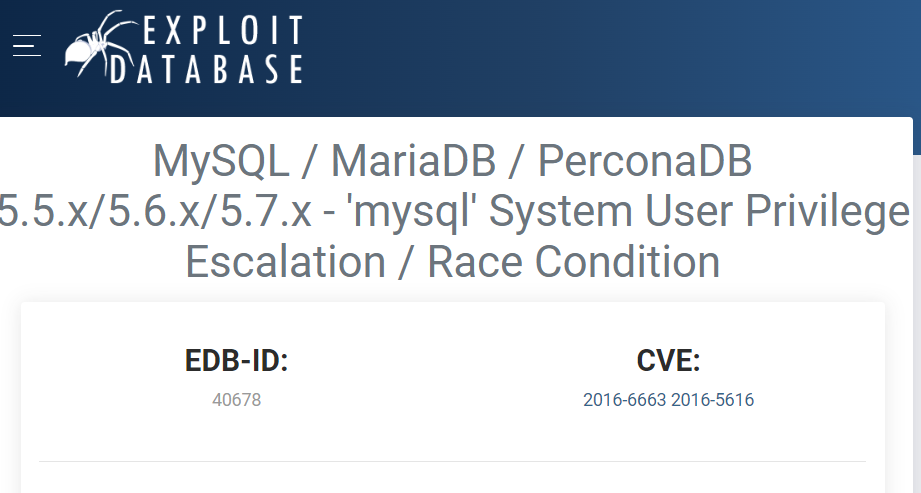 EXPLOIT
DATABASE
MySQL / MariaDB / PerconaDB
5.5.x/5.6.x/5.7.x - 'mysql' System User Privilege
Escalation / Race Condition
EDB-ID:
40678
CVE:
2016-6663 2016-5616